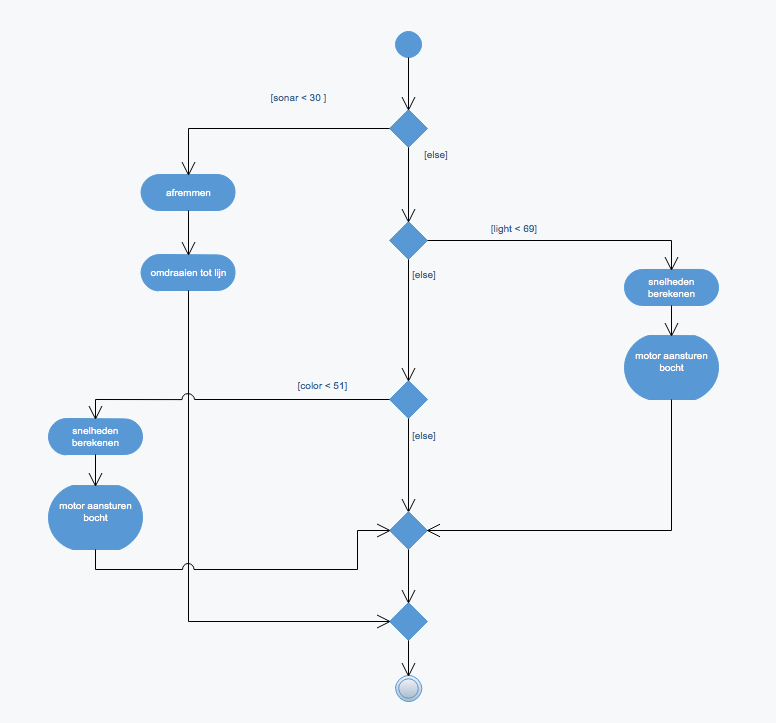 [sonar < 30 ]
[else]
afremmen
[light < 69]
omdraaien tot lijn
[else]
snelheden
berekenen
motor aansturen
bocht
[color < 51]
snelheden
berekenen
[else]
motor aansturen
bocht